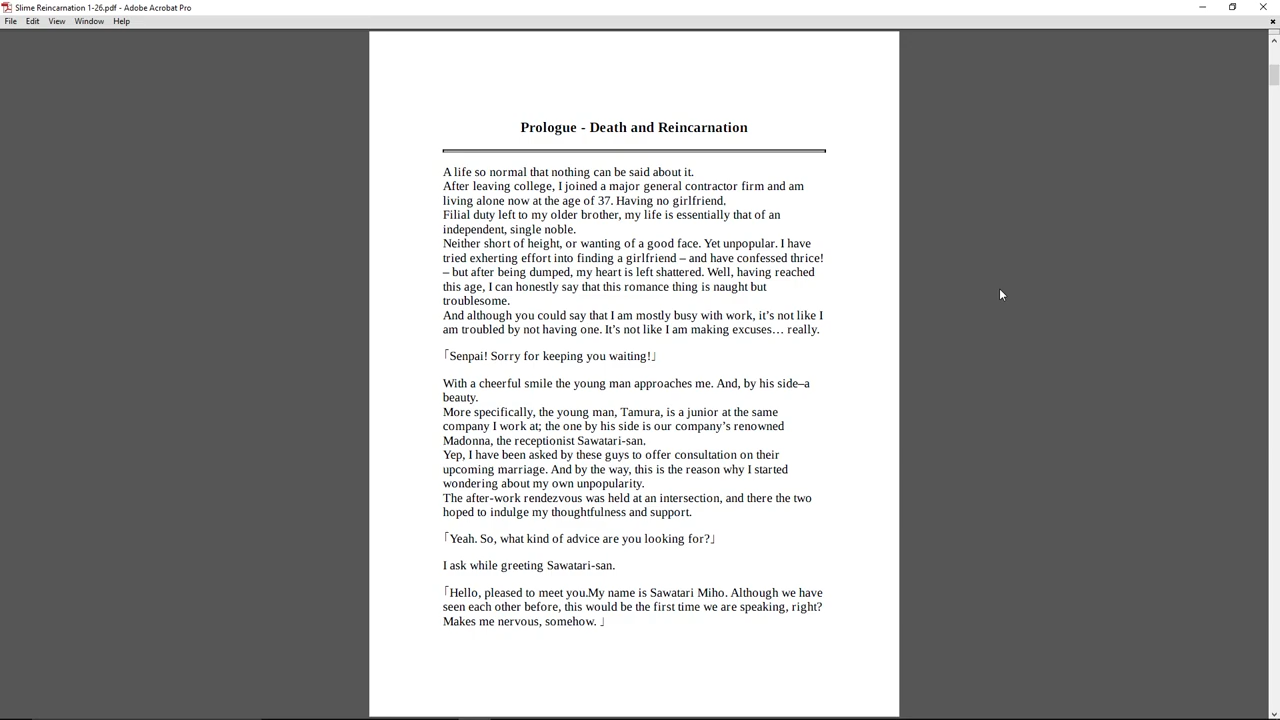 Slime Reincarnation 1-26.pdf - Adobe Acrobat Pro
File Edit View Window Help
Prologue - Death and Reincarnation
A life so normal that nothing can be said about it.
After leaving college, I joined a major general contractor firm and am
living alone now at the age of 37. Having no girlfriend.
Filial duty left to my older brother, my life is essentially that of an
independent, single noble.
Neither short of height, or wanting of a good face. Yet unpopular. I have
tried exherting effort into finding a girlfriend – and have confessed thrice!
– but after being dumped, my heart is left shattered. Well, having reached
this age, I can honestly say that this romance thing is naught but
troublesome.
And although you could say that I am mostly busy with work, it’s not like I
am troubled by not having one. It’s not like I am making excuses… really.
「Senpai! Sorry for keeping you waiting!」
With a cheerful smile the young man approaches me. And, by his side–a
beauty.
More specifically, the young man, Tamura, is a junior at the same
company I work at; the one by his side is our company’s renowned
Madonna, the receptionist Sawatari-san.
Yep, I have been asked by these guys to offer consultation on their
upcoming marriage. And by the way, this is the reason why I started
wondering about my own unpopularity.
The after-work rendezvous was held at an intersection, and there the two
hoped to indulge my thoughtfulness and support.
「Yeah. So, what kind of advice are you looking for?」
I ask while greeting Sawatari-san.
「Hello, pleased to meet you.My name is Sawatari Miho. Although we have
seen each other before, this would be the first time we are speaking, right?
Makes me nervous, somehow. 」